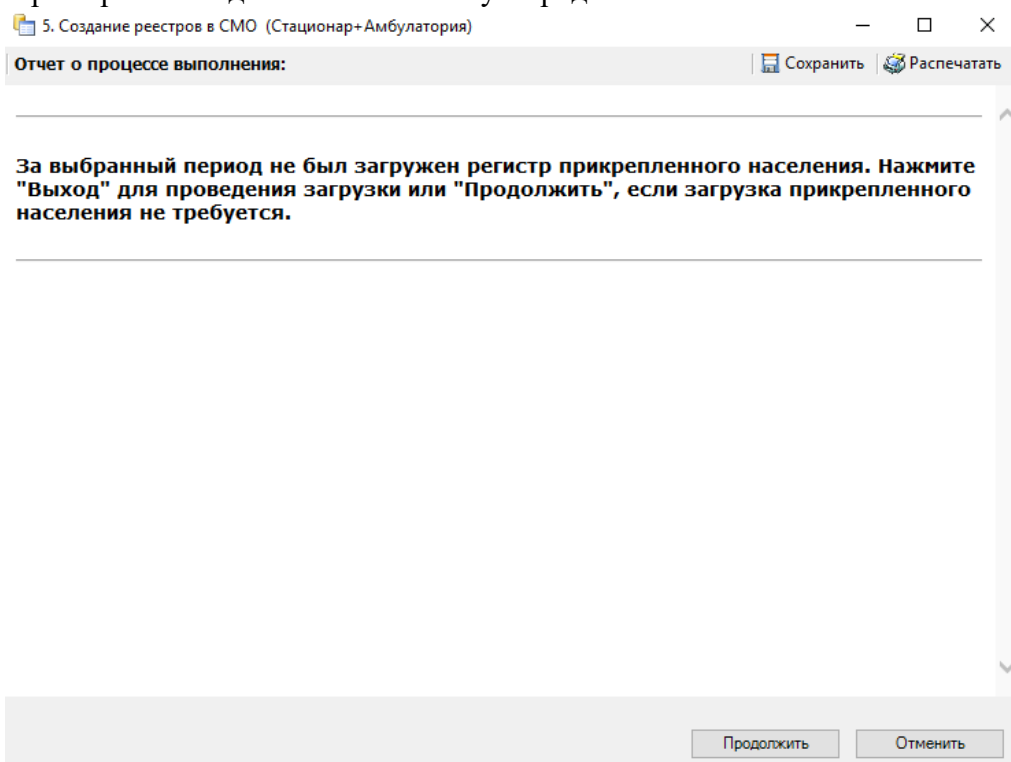 5. Создание реестров в СМО (Стационар+Амбулатория)
Отчет о процессе выполнения:
Сохранить
Распечатать
За выбранный период не был загружен регистр прикрепленного населения. Нажмите
"Выход" для проведения загрузки или "Продолжить", если загрузка прикрепленного
населения не требуется.
Продолжить
Отменить